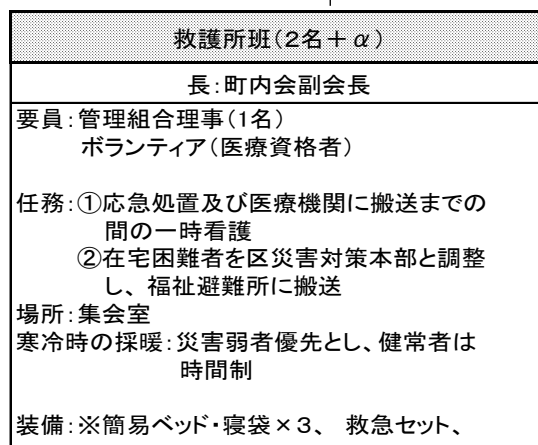 救護所班(2名+α)
長:町内会副会長
要員:管理組合理事(1名)
ボランティア(医療資格者)
任務:①応急処置及び医療機関に搬送までの
間の一時看護
②在宅困難者を区災害対策本部と調整
し、福祉避難所に搬送
場所:集会室
寒冷時の採暖:災害弱者優先とし、健常者は
時間制
装備:※簡易ベッド・寝袋×3、 救急セット、